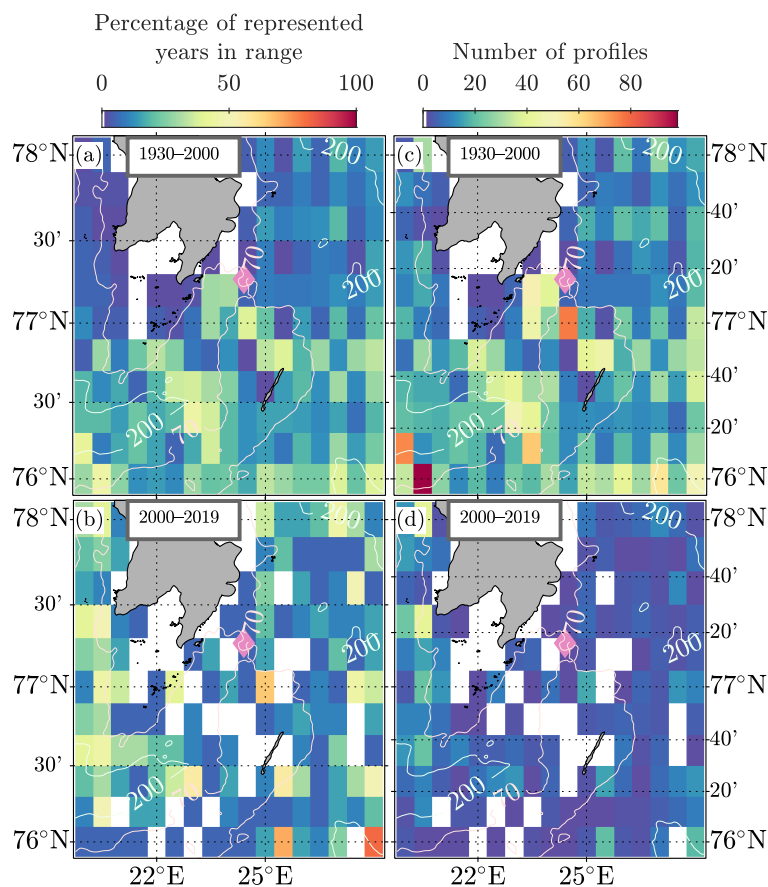 Percentage of represented
years in range
Number of profiles
0 50 100
0 20 40 60 80
(a) 1930–2000 200
(c) 1930–2000 200
78°N
30'
77°N
30'
76°N
78°N
40'
20'
77°N
40'
20'
76°N
70
200
200
70
70
200
200
70
(b) 2000–2019 200
(d) 2000–2019 200
78°N
30'
77°N
30'
76°N
78°N
40'
20'
77°N
40'
20'
76°N
70
200
200
70
70
200
200
70
22°E 25°E
22°E 25°E